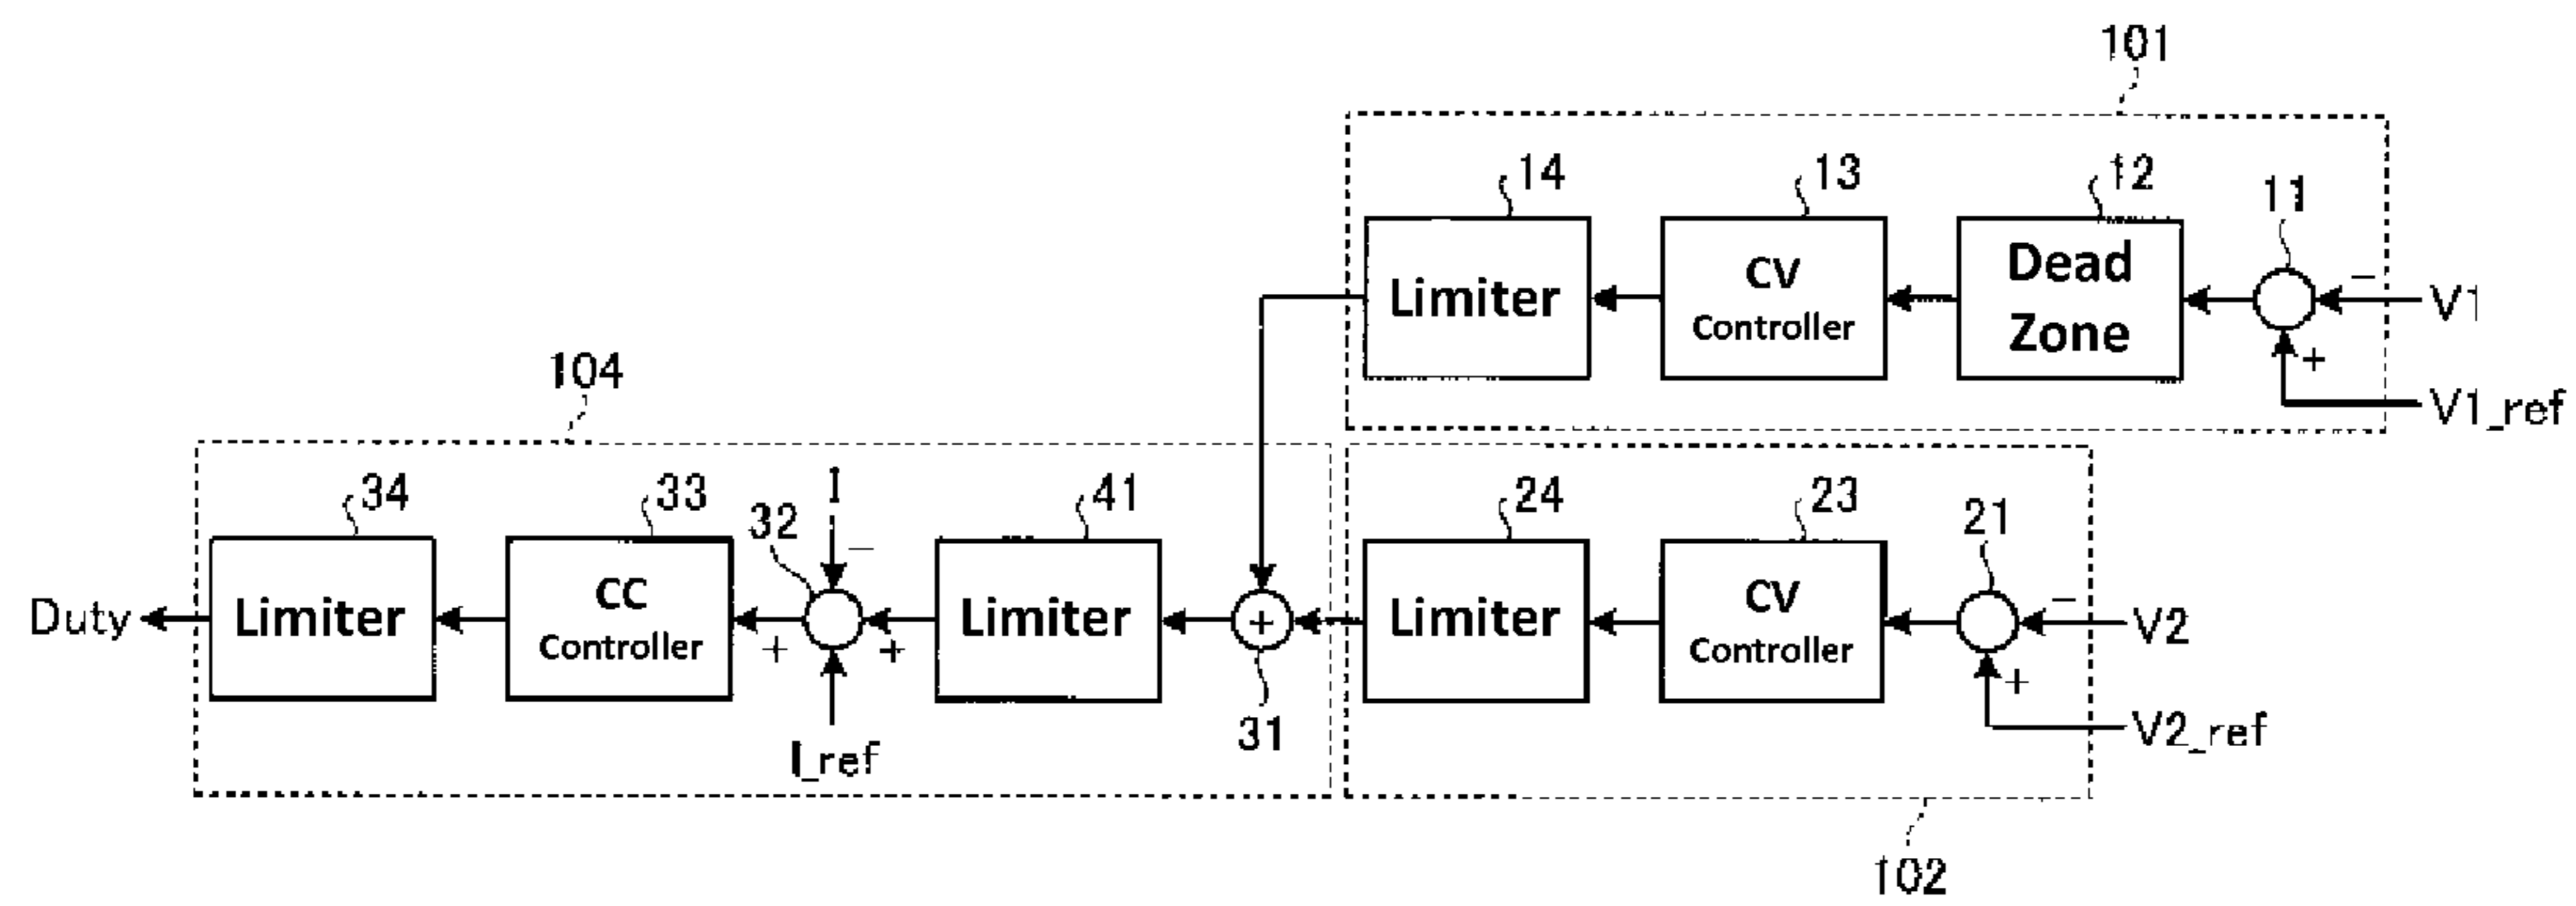 101
14
13
12
11
Limiter
CV
Controller
Dead
Zone
−
V1
+
V1_ref
104
34
33
32
I
−
41
24
23
21
Duty
Limiter
CC
Controller
+
+
Limiter
+
Limiter
CV
Controller
−
V2
+
V2_ref
I_ref
31
102